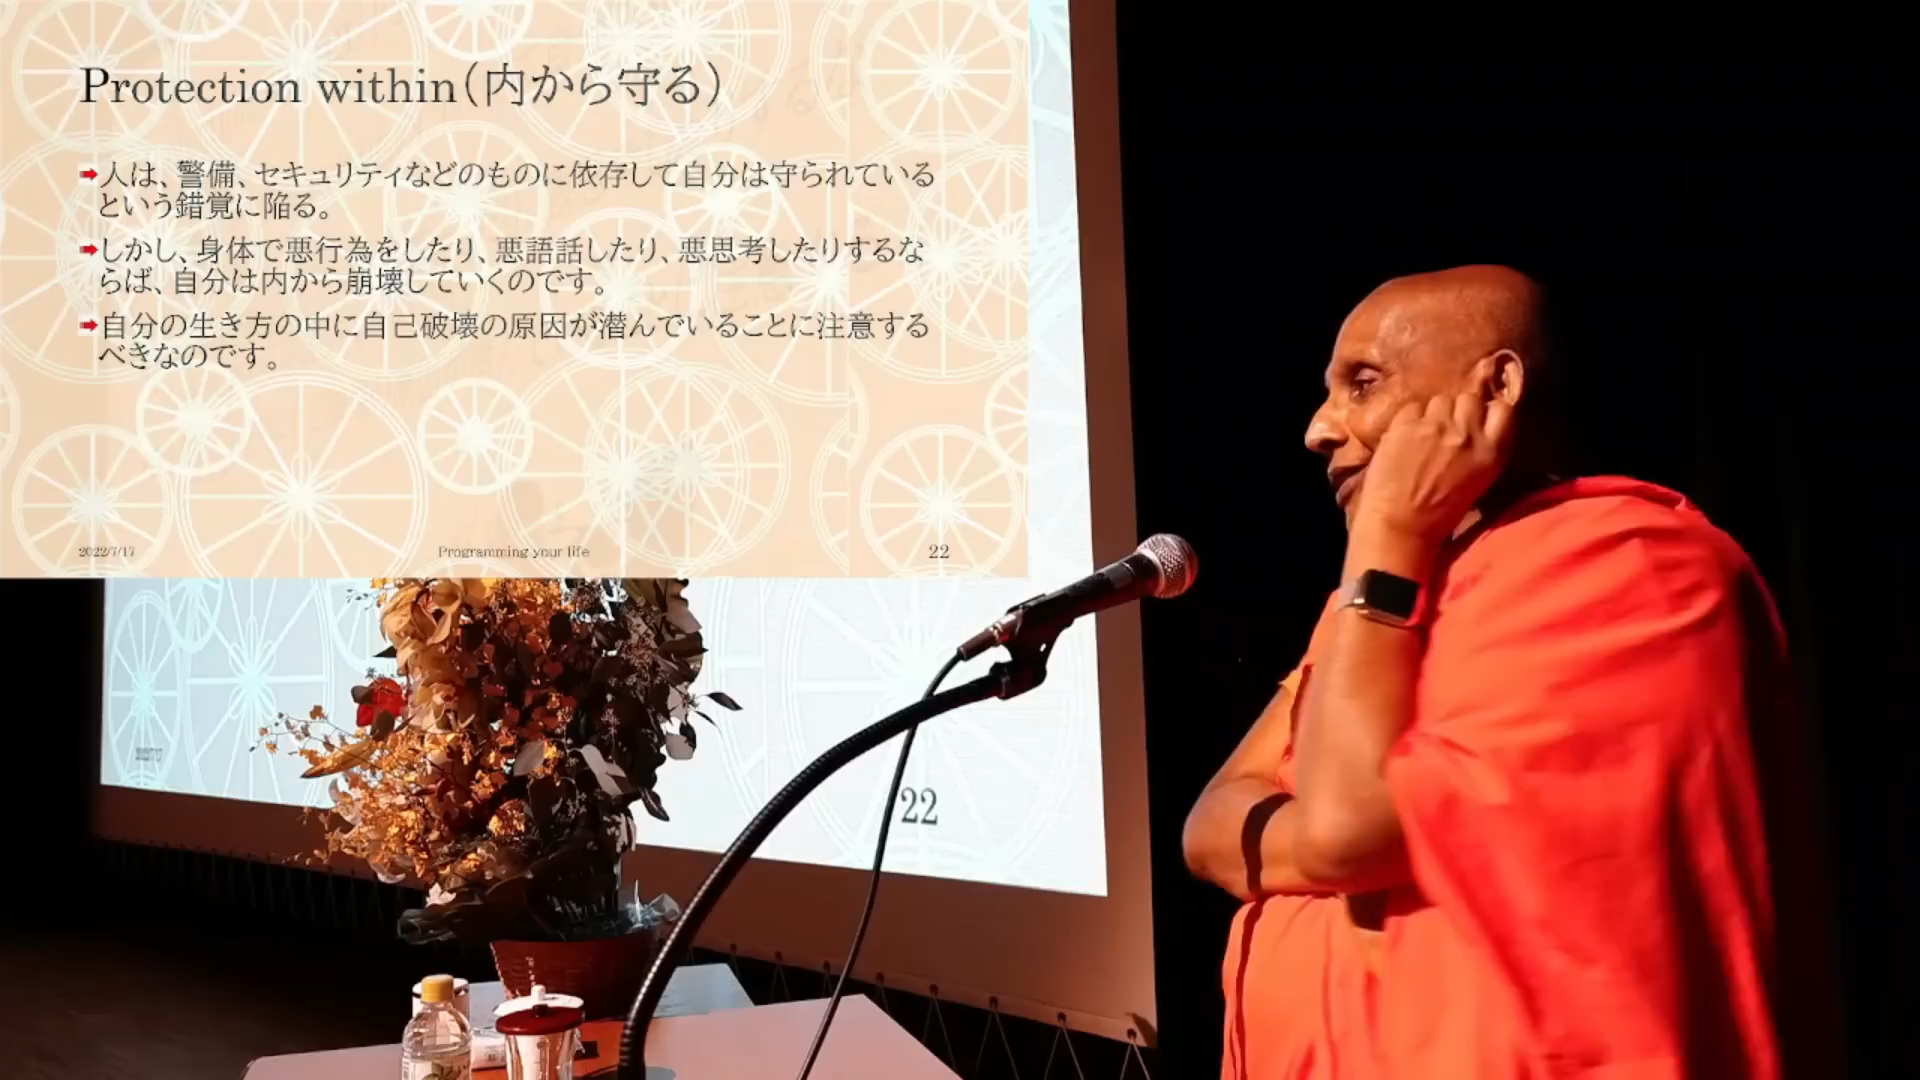 Protection within（内から守る）
人は、警備、セキュリティなどのものに依存して自分は守られている
という錯覚に陥る。
しかし、身体で悪行為をしたり、悪語話したり、悪思考したりするな
らば、自分は内から崩壊していくのです。
自分の生き方の中に自己破壊の原因が潜んでいることに注意する
べきなのです。
2022/7/17
Programming your life
22
22